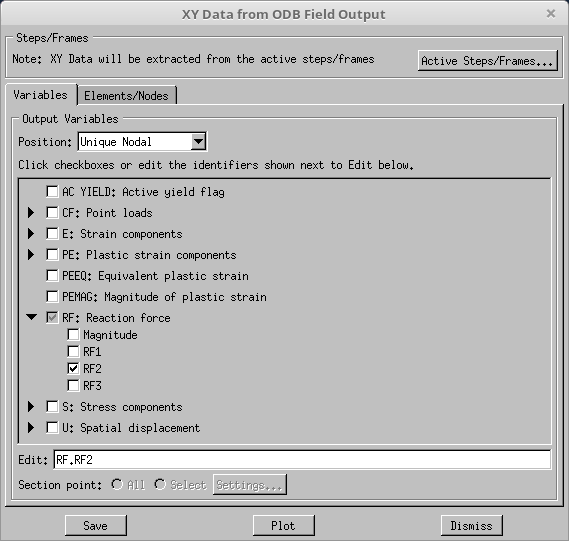 XY Data from ODB Field Output
Steps/Frames
Note: XY Data will be extracted from the active steps/frames
Active Steps/Frames...
Variables
Elements/Nodes
Output Variables
Position: Unique Nodal
Click checkboxes or edit the identifiers shown next to Edit below.
AC YIELD: Active yield flag
CF: Point loads
E: Strain components
PE: Plastic strain components
PEEQ: Equivalent plastic strain
PEMAG: Magnitude of plastic strain
RF: Reaction force
Magnitude
RF1
RF2
RF3
S: Stress components
U: Spatial displacement
Edit: RF.RF2
Section point: All Select Settings...
Save Plot Dismiss